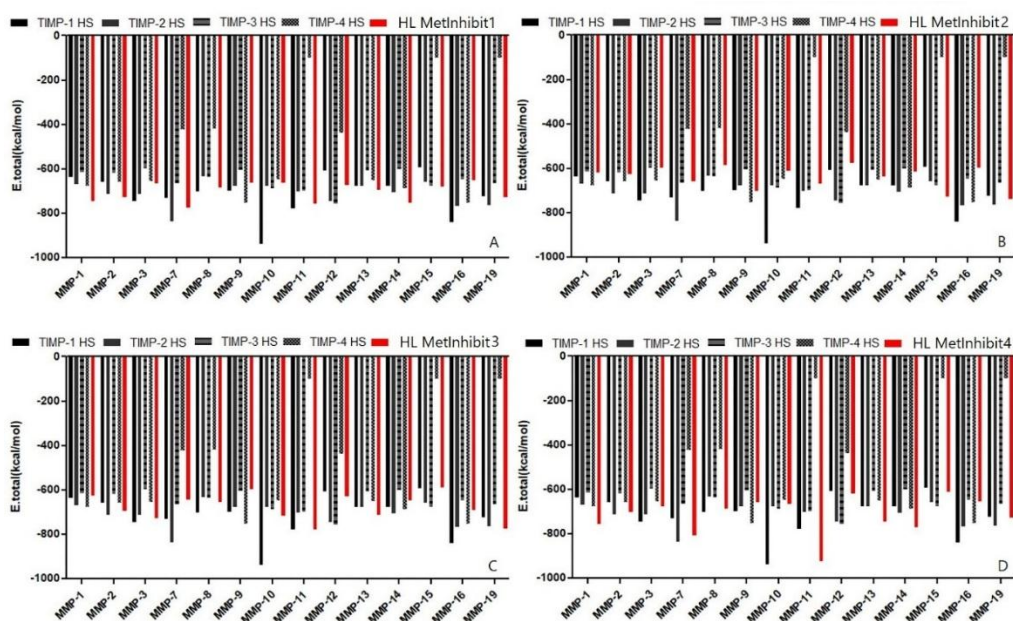 TIMP-1 HS TIMP-2 HS TIMP-3 HS TIMP-4 HS HL MetInhibit1
E.total(kcal/mol)
0
-200
-400
-600
-800
-1000
A
MMP-1 MMP-2 MMP-3 MMP-7 MMP-8 MMP-9 MMP-10 MMP-11 MMP-12 MMP-13 MMP-14 MMP-15 MMP-16 MMP-19
TIMP-1 HS TIMP-2 HS TIMP-3 HS TIMP-4 HS HL MetInhibit2
E.total(kcal/mol)
0
-200
-400
-600
-800
-1000
B
MMP-1 MMP-2 MMP-3 MMP-7 MMP-8 MMP-9 MMP-10 MMP-11 MMP-12 MMP-13 MMP-14 MMP-15 MMP-16 MMP-19
TIMP-1 HS TIMP-2 HS TIMP-3 HS TIMP-4 HS HL MetInhibit3
E.total(kcal/mol)
0
-200
-400
-600
-800
-1000
C
MMP-1 MMP-2 MMP-3 MMP-7 MMP-8 MMP-9 MMP-10 MMP-11 MMP-12 MMP-13 MMP-14 MMP-15 MMP-16 MMP-19
TIMP-1 HS TIMP-2 HS TIMP-3 HS TIMP-4 HS HL MetInhibit4
E.total(kcal/mol)
0
-200
-400
-600
-800
-1000
D
MMP-1 MMP-2 MMP-3 MMP-7 MMP-8 MMP-9 MMP-10 MMP-11 MMP-12 MMP-13 MMP-14 MMP-15 MMP-16 MMP-19